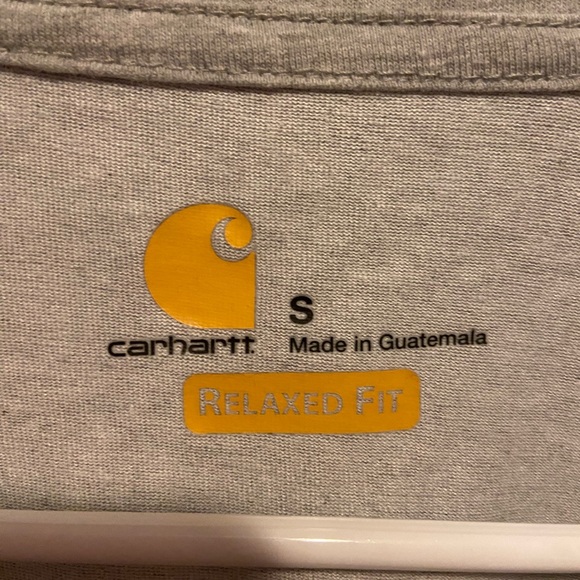 carhartt.
S
Made in Guatemala
RELAXED FIT